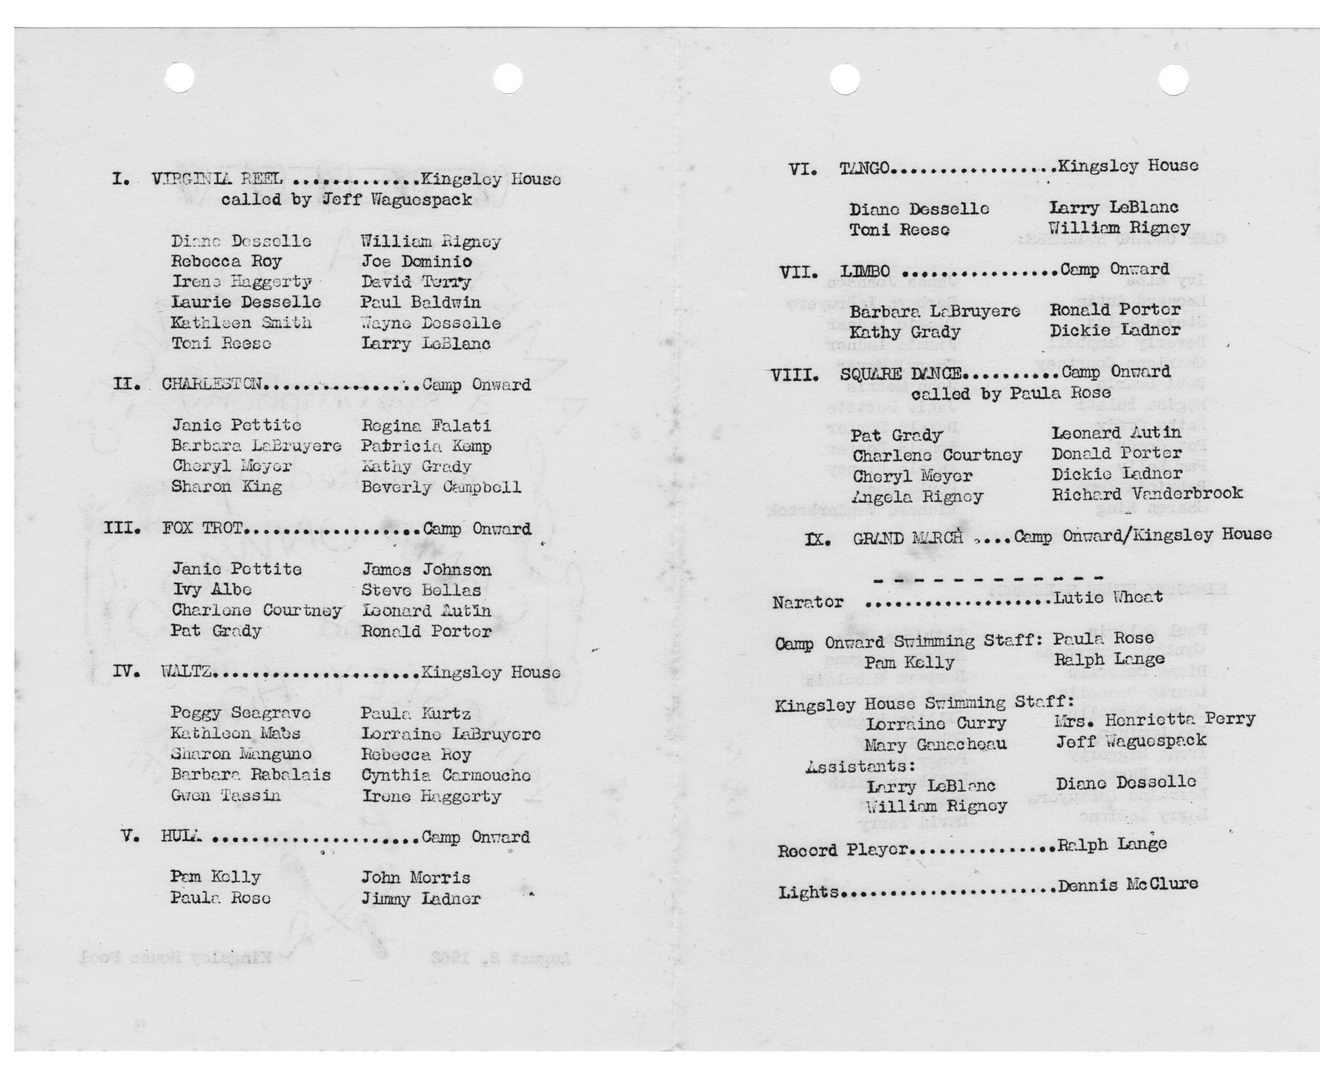 I. VIRGINIA REEL ..............Kingsley House
called by Jeff Waguespack
Diane Desselle William Rigney
Rebecca Roy Joe Dominio
Irene Haggerty David Terry
Laurie Desselle Paul Baldwin
Kathleen Smith Wayne Desselle
Toni Reese Larry LeBlanc
II. CHARLESTON.................Camp Onward
Janie Pettite Regina Falati
Barbara LaBruyere Patricia Kemp
Cheryl Meyer Kathy Grady
Sharon King Beverly Campbell
III. FOX TROT...................Camp Onward
Janie Pettite James Johnson
Ivy Albe Steve Bellas
Charlene Courtney Leonard Autin
Pat Grady Ronald Porter
IV. WALTZ......................Kingsley House
Peggy Seagrave Paula Kurtz
Kathleen Mabs Lorraine LaBruyere
Sharon Manguno Rebecca Roy
Barbara Rabalais Cynthia Carmouche
Gwen Tassin Irene Haggerty
V. HULA ......................Camp Onward
Pam Kelly John Morris
Paula Rose Jimmy Ladner
VI. TANGO..................Kingsley House
Diane Desselle Larry LeBlanc
Toni Reese William Rigney
VII. LIMBO .................Camp Onward
Barbara LaBruyere Ronald Porter
Kathy Grady Dickie Ladner
VIII. SQUARE DANCE..........Camp Onward
called by Paula Rose
Pat Grady Leonard Autin
Charlene Courtney Donald Porter
Cheryl Meyer Dickie Ladner
Angela Rigney Richard Vanderbrook
IX. GRAND MARCH ....Camp Onward/Kingsley House
- - - - - - - - - - - -
Narator ....................Lutie Wheat
Camp Onward Swimming Staff: Paula Rose
Pam Kelly Ralph Lange
Kingsley House Swimming Staff:
Lorraine Curry Mrs. Henrietta Perry
Mary Ganacheau Jeff Waguespack
Assistants:
Larry LeBlanc Diane Desselle
William Rigney
Record Player................Ralph Lange
Lights.......................Dennis McClure
August 2, 1962 Kingsley House Pool